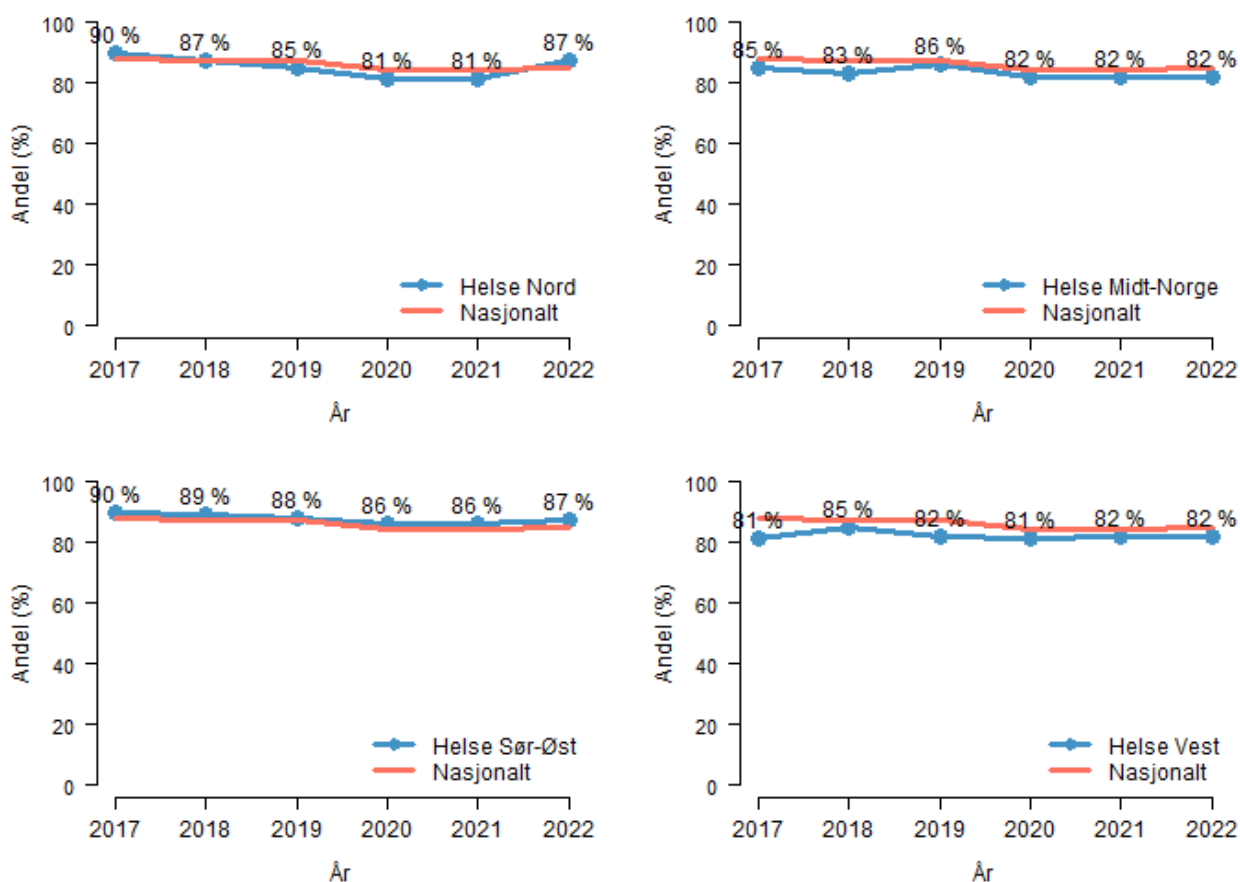 100
80
60
40
20
0
Andel (%)
90 %
87 %
85 %
81 %
81 %
87 %
Helse Nord
Nasjonalt
2017 2018 2019 2020 2021 2022
År
100
80
60
40
20
0
Andel (%)
85 %
83 %
86 %
82 %
82 %
82 %
Helse Midt-Norge
Nasjonalt
2017 2018 2019 2020 2021 2022
År
100
80
60
40
20
0
Andel (%)
90 %
89 %
88 %
86 %
86 %
87 %
Helse Sør-Øst
Nasjonalt
2017 2018 2019 2020 2021 2022
År
100
80
60
40
20
0
Andel (%)
81 %
85 %
82 %
81 %
82 %
82 %
Helse Vest
Nasjonalt
2017 2018 2019 2020 2021 2022
År